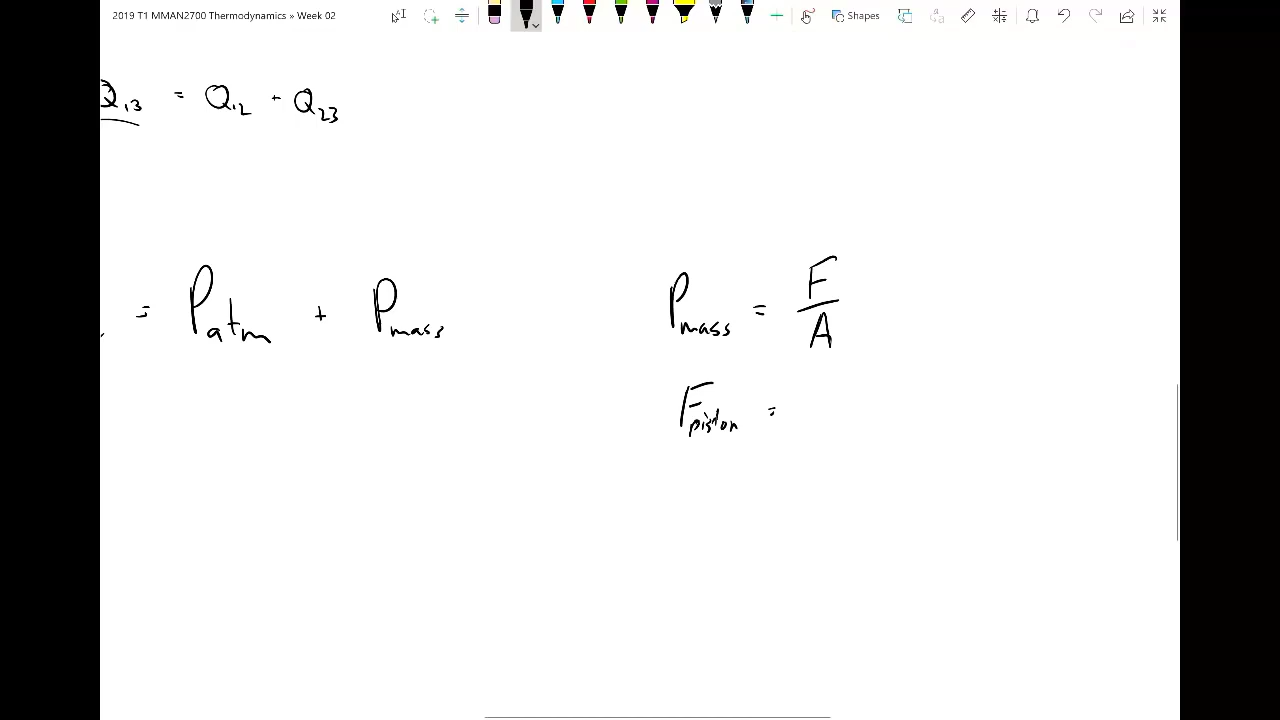 2019 T1 MMAN2700 Thermodynamics » Week 02
Shapes
Q₁₃ = Q₁₂ + Q₂₃
= Patm + Pmass
Pmass = F/A
Fpiston =